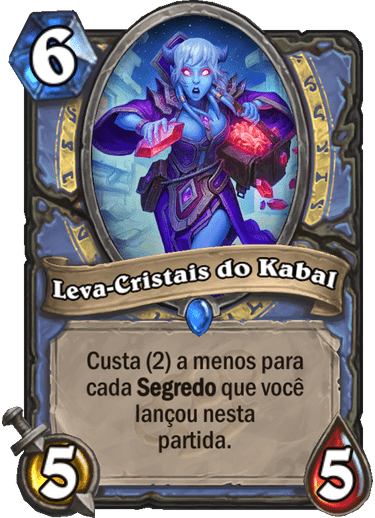 6
Leva-Cristais do Kabal
Custa (2) a menos para
cada Segredo que você
lançou nesta
partida.
5
5